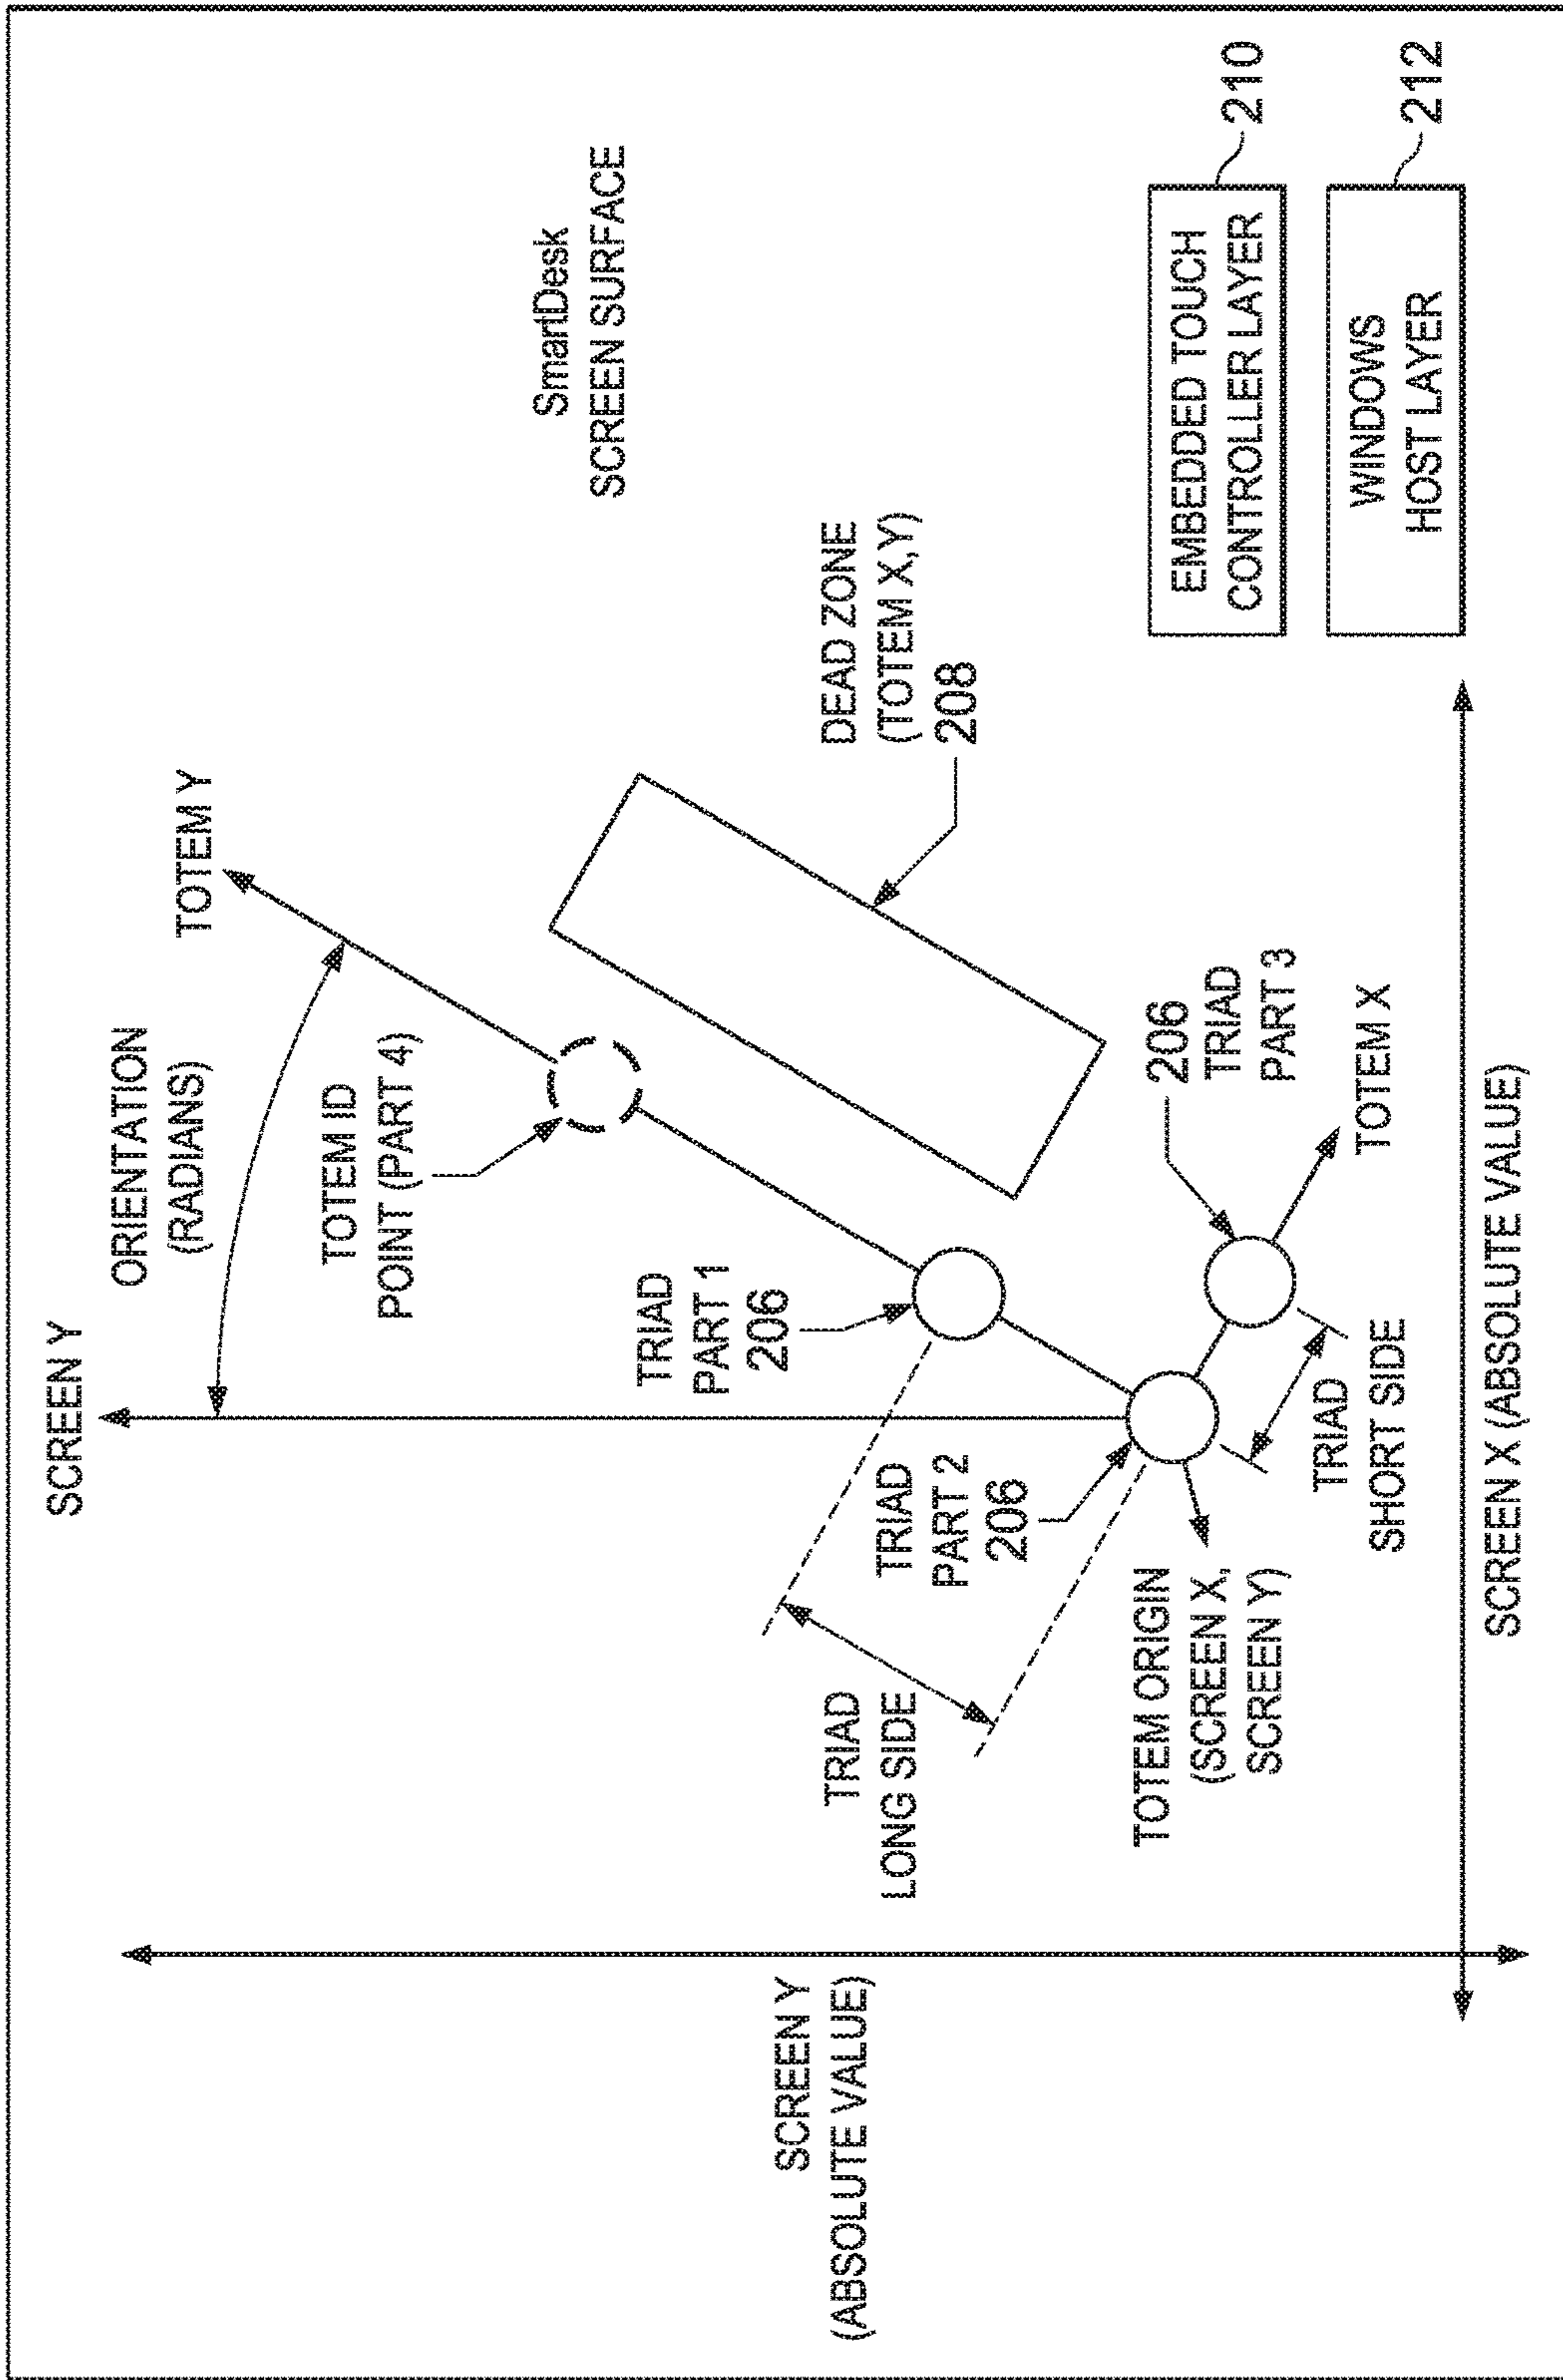 SCREEN Y
ORIENTATION
(RADIANS)
TOTEM Y
TOTEM ID
POINT (PART 4)
SmartDesk
SCREEN SURFACE
TRIAD
PART 1
206
DEAD ZONE
(TOTEM X,Y)
208
SCREEN Y
(ABSOLUTE VALUE)
TRIAD
LONG SIDE
TRIAD
PART 2
206
206
TRIAD
PART 3
TOTEM ORIGIN
(SCREEN X,
SCREEN Y)
TRIAD
SHORT SIDE
TOTEM X
EMBEDDED TOUCH
CONTROLLER LAYER
210
WINDOWS
HOST LAYER
212
SCREEN X (ABSOLUTE VALUE)